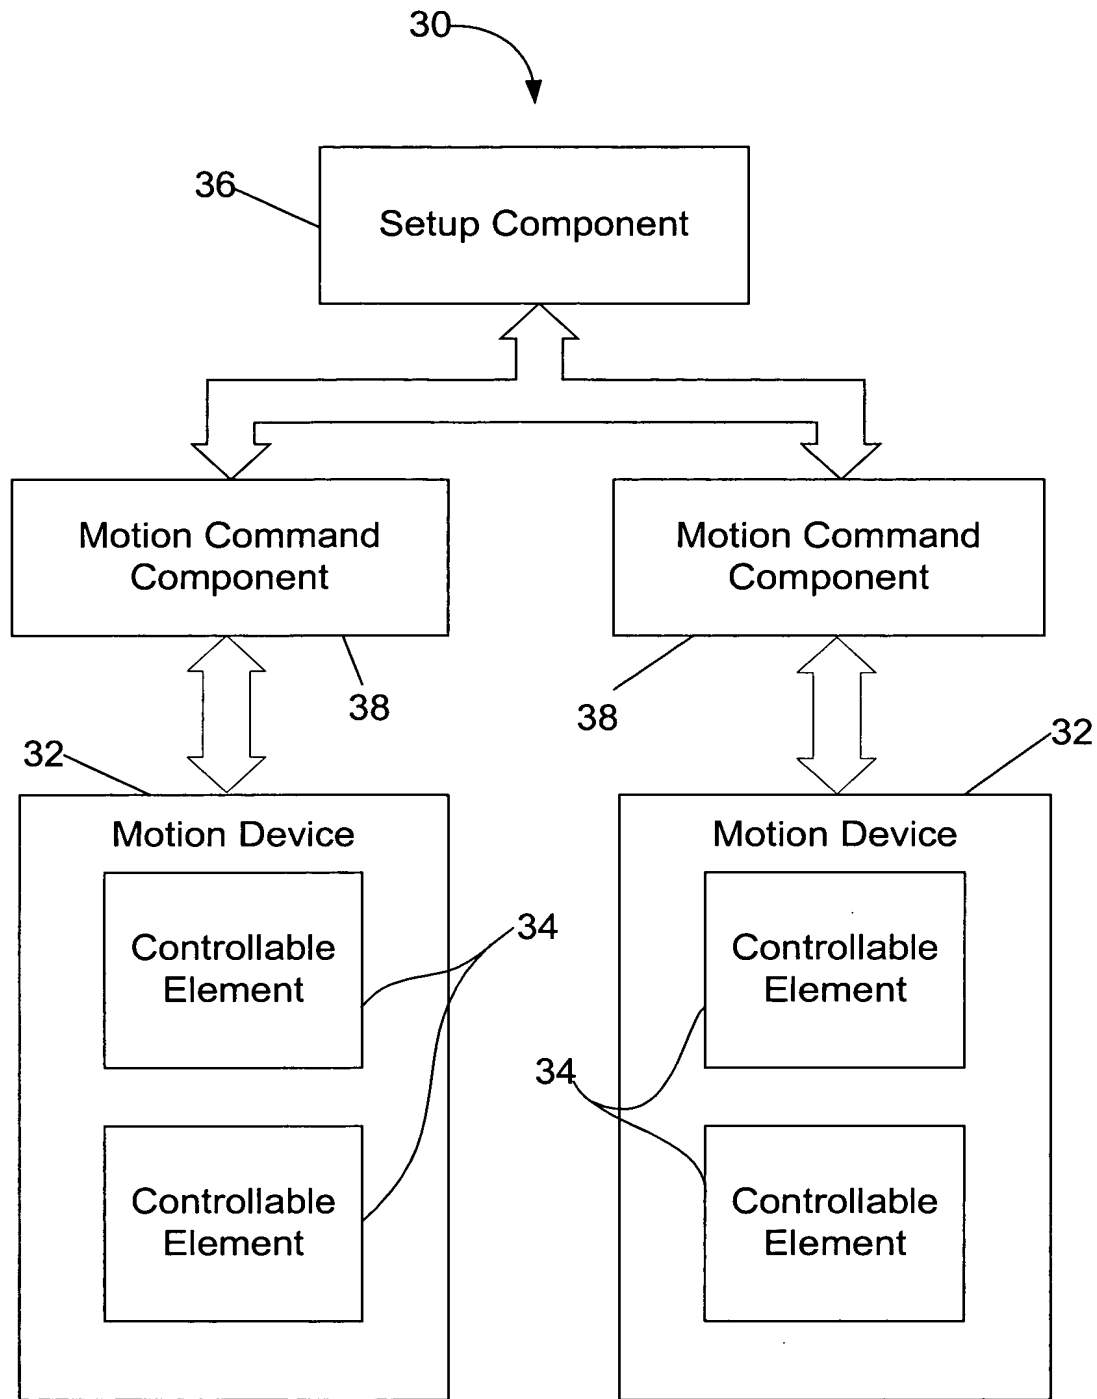 30
36
Setup Component
Motion Command
Component
Motion Command
Component
38
38
32
32
Motion Device
Motion Device
Controllable
Element
34
Controllable
Element
34
Controllable
Element
Controllable
Element